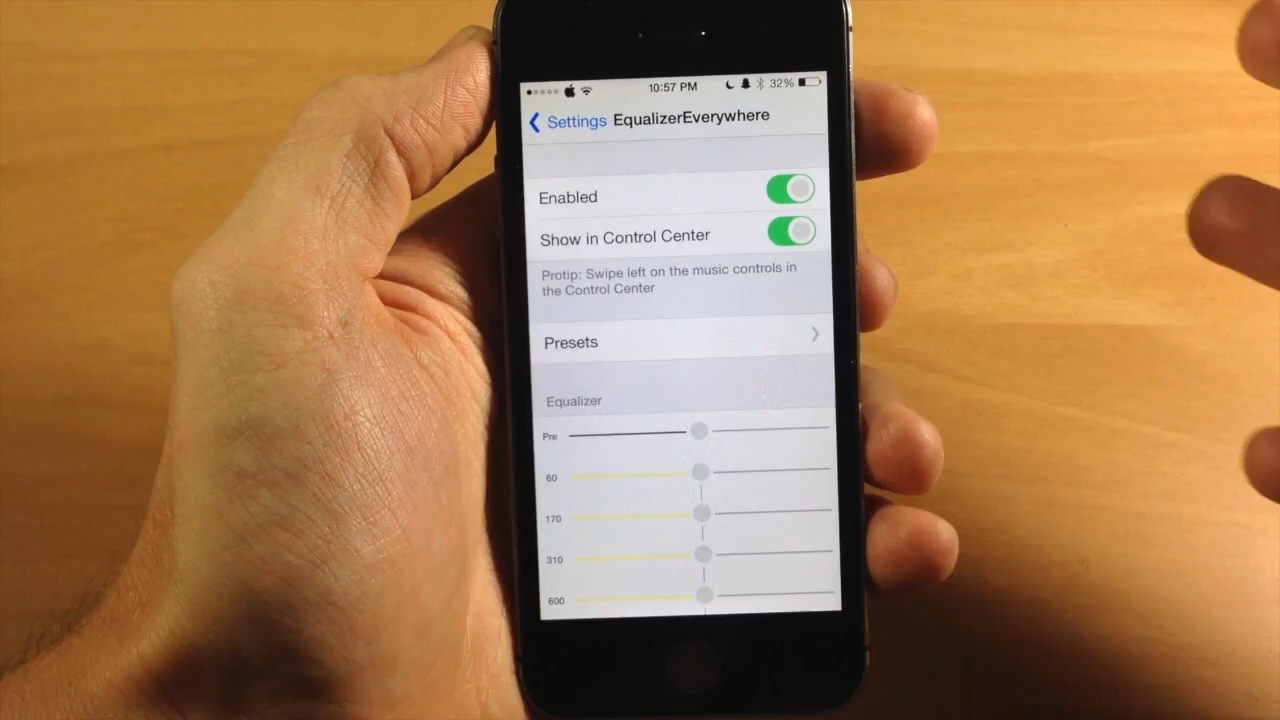 10:57 PM 32%
Settings EqualizerEverywhere
Enabled
Show in Control Center
Protip: Swipe left on the music controls in
the Control Center
Presets
Equalizer
Pre
60
170
310
600